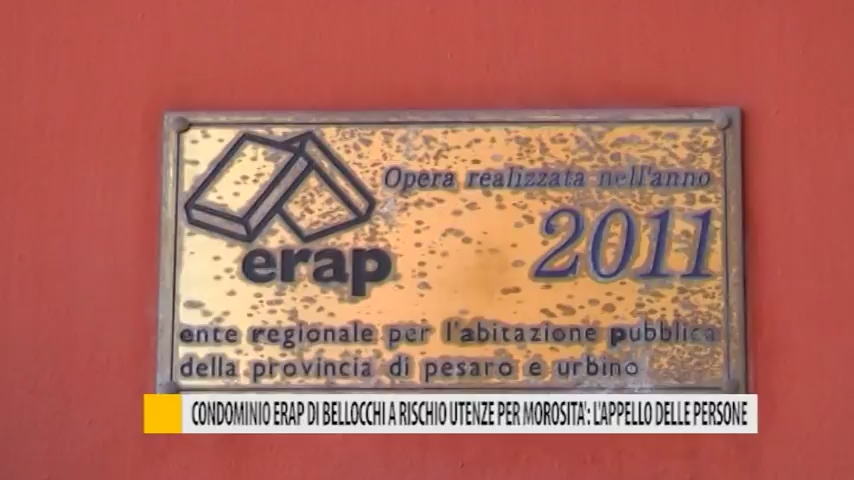 Opera realizzata nell'anno
2011
erap
ente regionale per l'abitazione pubblica
della provincia di pesaro e urbino
CONDOMINIO ERAP DI BELLOCCHI A RISCHIO UTENZE PER MOROSITA': L'APPELLO DELLE PERSONE